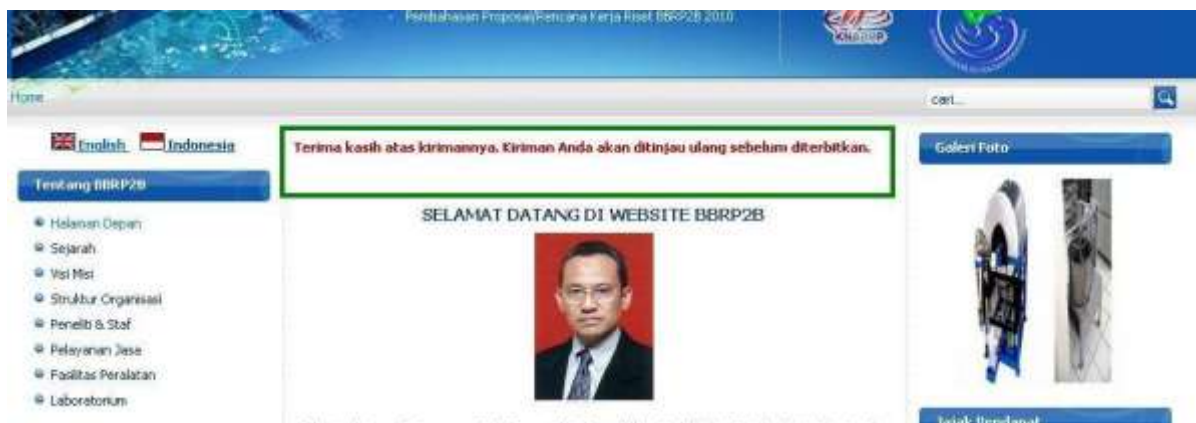 Pembahasan Proposal/Rencana Kerja Riset BBRP2B 2010
Home
cari...
English Indonesia
Terima kasih atas kirimannya. Kiriman Anda akan ditinjau ulang sebelum diterbitkan.
Galeri Foto
Tentang BBRP2B
SELAMAT DATANG DI WEBSITE BBRP2B
Halaman Depan
Sejarah
Visi Misi
Struktur Organisasi
Peneliti & Staf
Pelayanan Jasa
Fasilitas Peralatan
Laboratorium
Jajak Pendapat